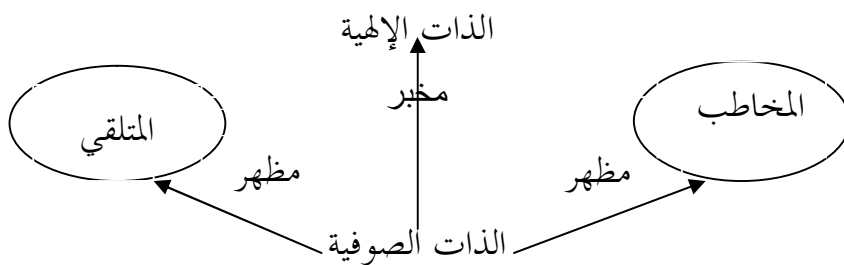 الذات الإلهية
مخبر
المخاطب
المتلقي
مظهر
مظهر
الذات الصوفية